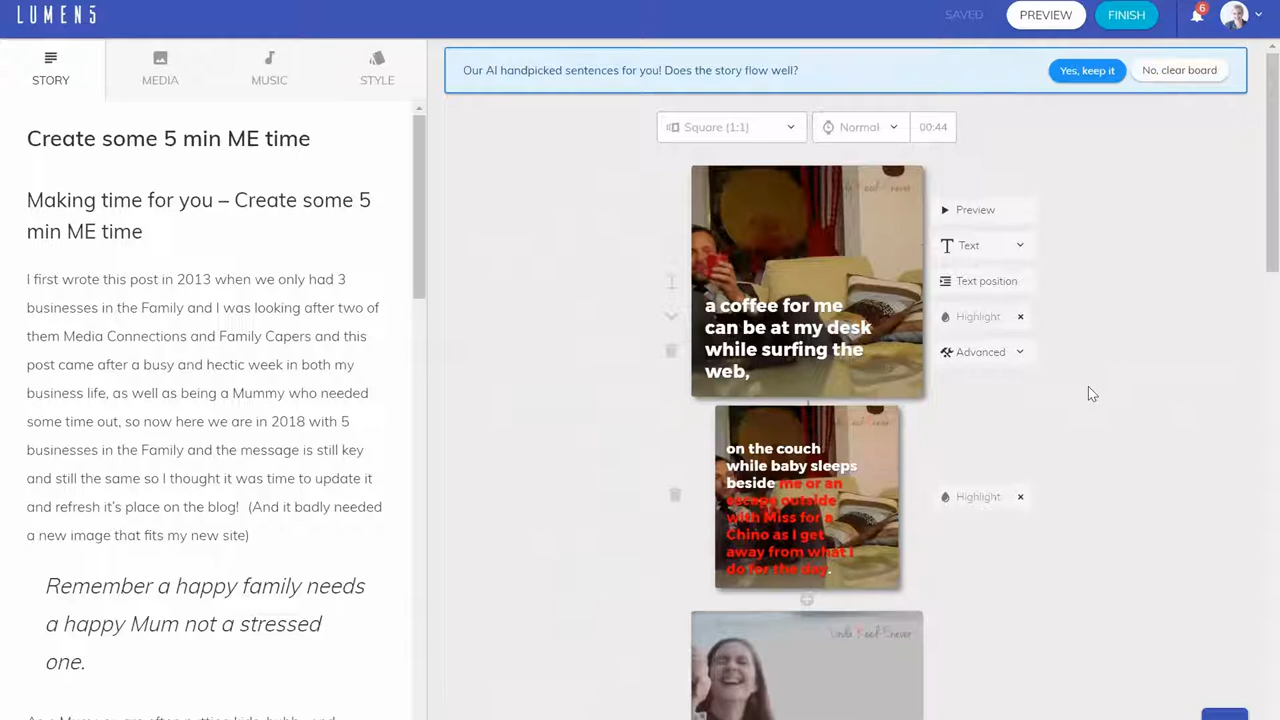 LUMEN5
SAVED
PREVIEW
FINISH
6
STORY
MEDIA
MUSIC
STYLE
Our AI handpicked sentences for you! Does the story flow well?
Yes, keep it
No, clear board
Square (1:1)
Normal
00:44
Create some 5 min ME time
Making time for you – Create some 5
min ME time
I first wrote this post in 2013 when we only had 3
businesses in the Family and I was looking after two of
them Media Connections and Family Capers and this
post came after a busy and hectic week in both my
business life, as well as being a Mummy who needed
some time out, so now here we are in 2018 with 5
businesses in the Family and the message is still key
and still the same so I thought it was time to update it
and refresh it's place on the blog!  (And it badly needed
a new image that fits my new site)
Remember a happy family needs
a happy Mum not a stressed
one.
a coffee for me
can be at my desk
while surfing the
web,
Preview
Text
Text position
Highlight
Advanced
on the couch
while baby sleeps
beside me or an
escape outside
with Miss for a
Chino as I get
away from what I
do for the day.
Highlight